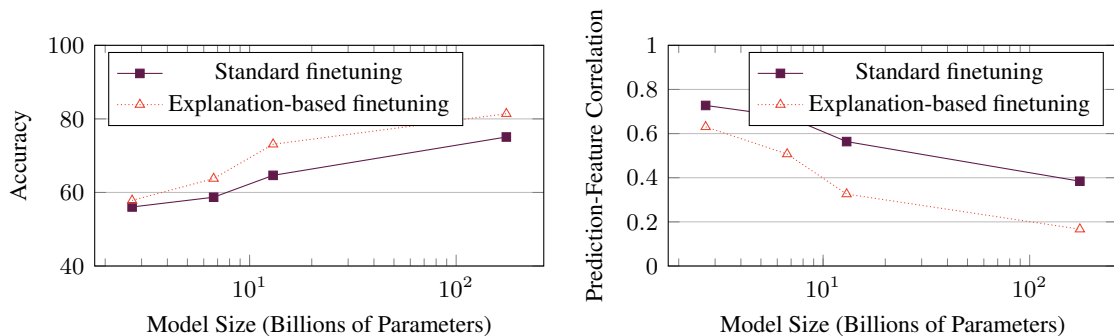 Accuracy
100
80
60
40
Standard finetuning
Explanation-based finetuning
10^1
10^2
Model Size (Billions of Parameters)
Prediction-Feature Correlation
1
0.8
0.6
0.4
0.2
0
Standard finetuning
Explanation-based finetuning
10^1
10^2
Model Size (Billions of Parameters)